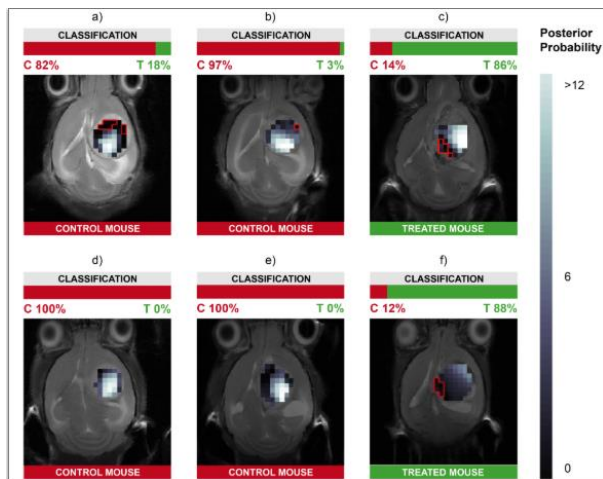 a)
CLASSIFICATION
C 82% T 18%
CONTROL MOUSE
b)
CLASSIFICATION
C 97% T 3%
CONTROL MOUSE
c)
CLASSIFICATION
C 14% T 86%
TREATED MOUSE
Posterior
Probability
>12
6
0
d)
CLASSIFICATION
C 100% T 0%
CONTROL MOUSE
e)
CLASSIFICATION
C 100% T 0%
CONTROL MOUSE
f)
CLASSIFICATION
C 12% T 88%
TREATED MOUSE